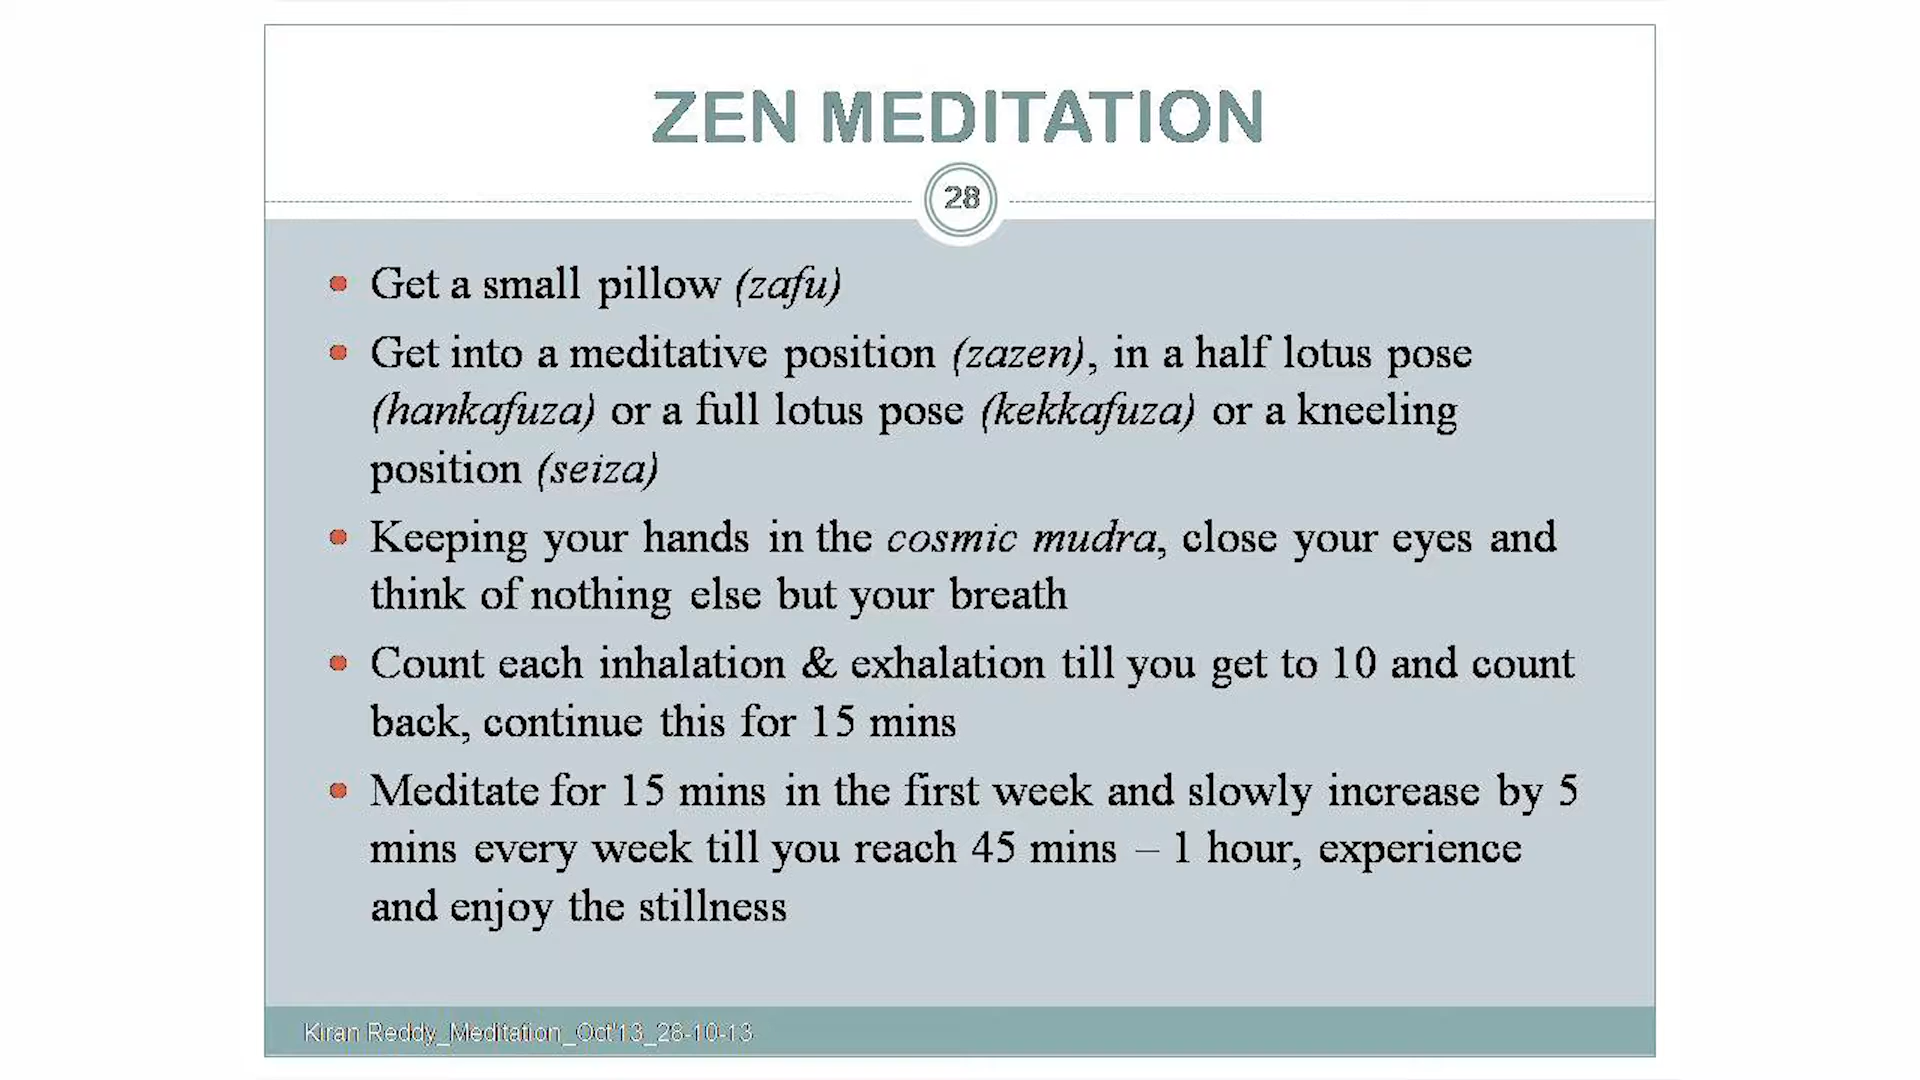 ZEN MEDITATION
28
Get a small pillow (zafu)
Get into a meditative position (zazen), in a half lotus pose
(hankafuza) or a full lotus pose (kekkafuza) or a kneeling
position (seiza)
Keeping your hands in the cosmic mudra, close your eyes and
think of nothing else but your breath
Count each inhalation & exhalation till you get to 10 and count
back, continue this for 15 mins
Meditate for 15 mins in the first week and slowly increase by 5
mins every week till you reach 45 mins – 1 hour, experience
and enjoy the stillness
Kiran Reddy_Meditation_Oct'13_28-10-13